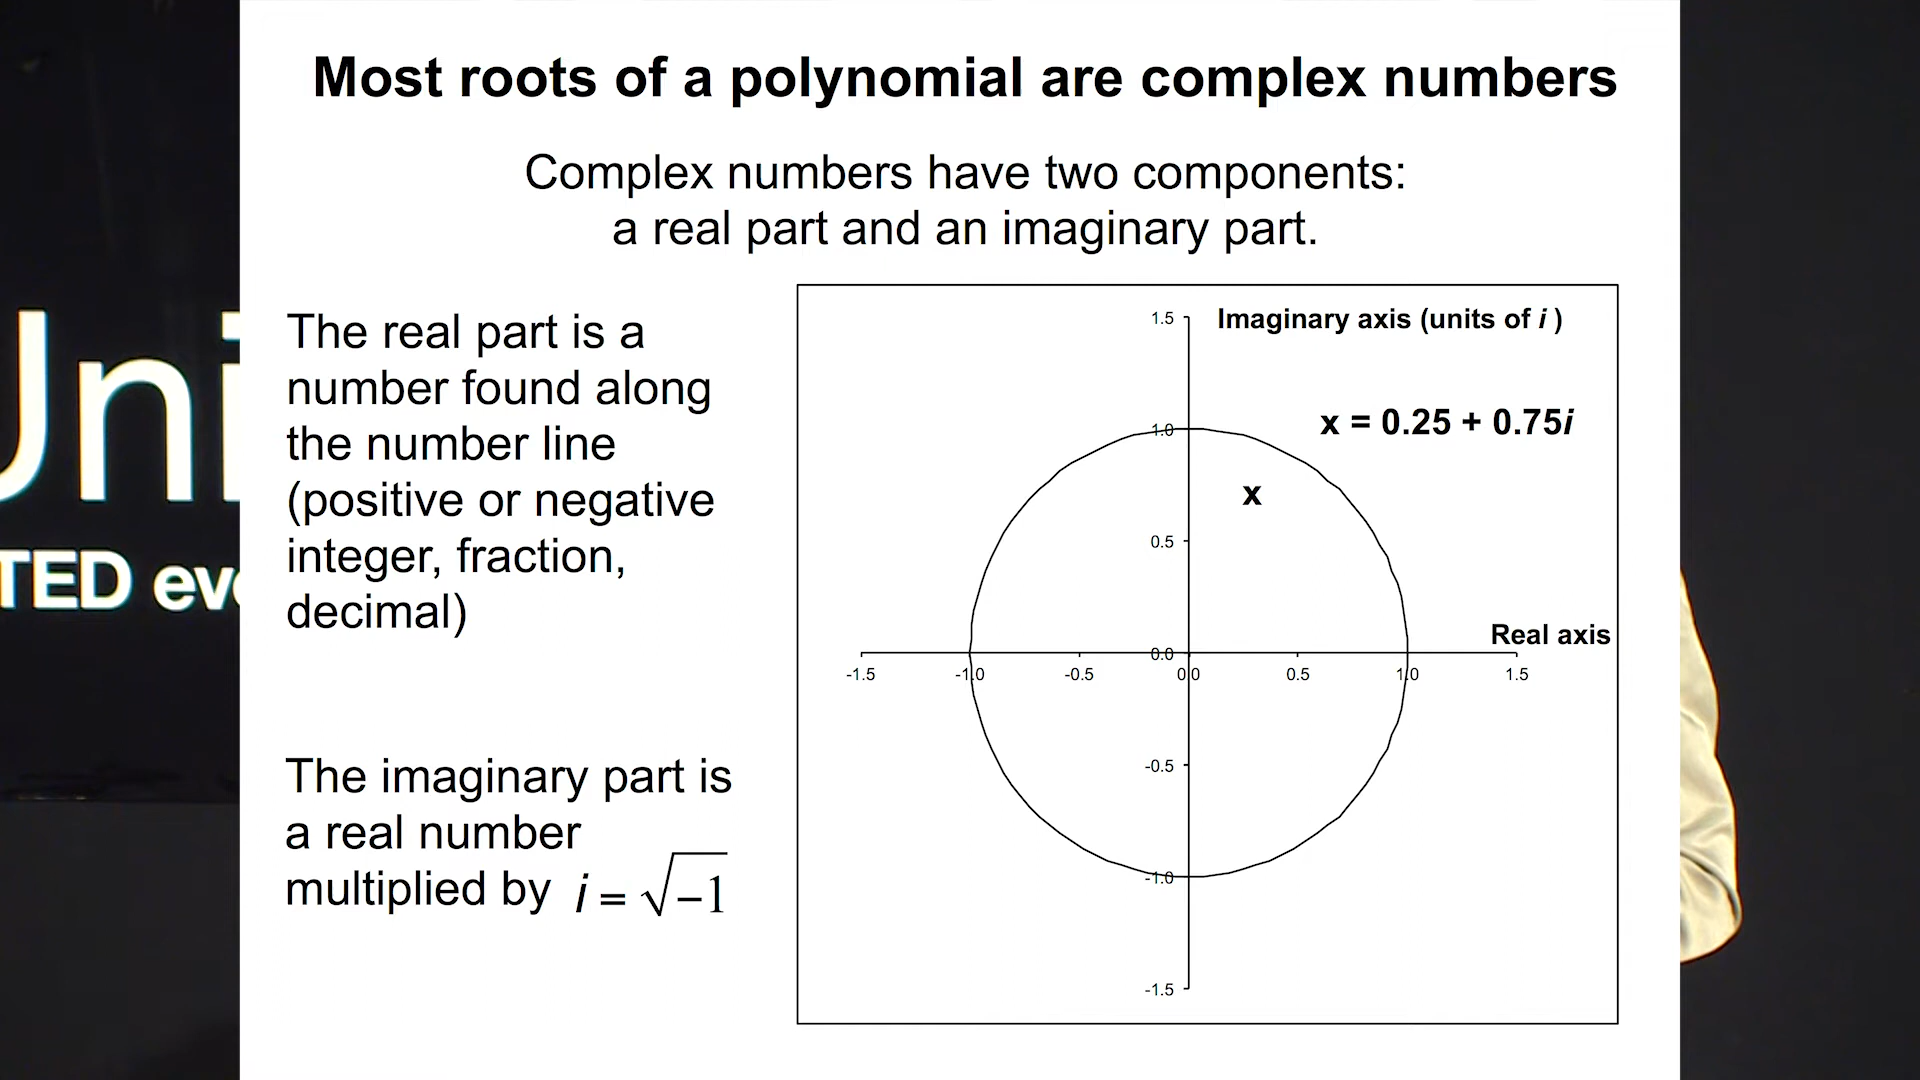 Most roots of a polynomial are complex numbers
Complex numbers have two components:
a real part and an imaginary part.
The real part is a
number found along
the number line
(positive or negative
integer, fraction,
decimal)
The imaginary part is
a real number
multiplied by i = √−1
1.5
Imaginary axis (units of i )
x = 0.25 + 0.75i
1.0
x
0.5
Real axis
0.0
-1.5 -1.0 -0.5 0.0 0.5 1.0 1.5
-0.5
-1.0
-1.5
Uni
TED eve